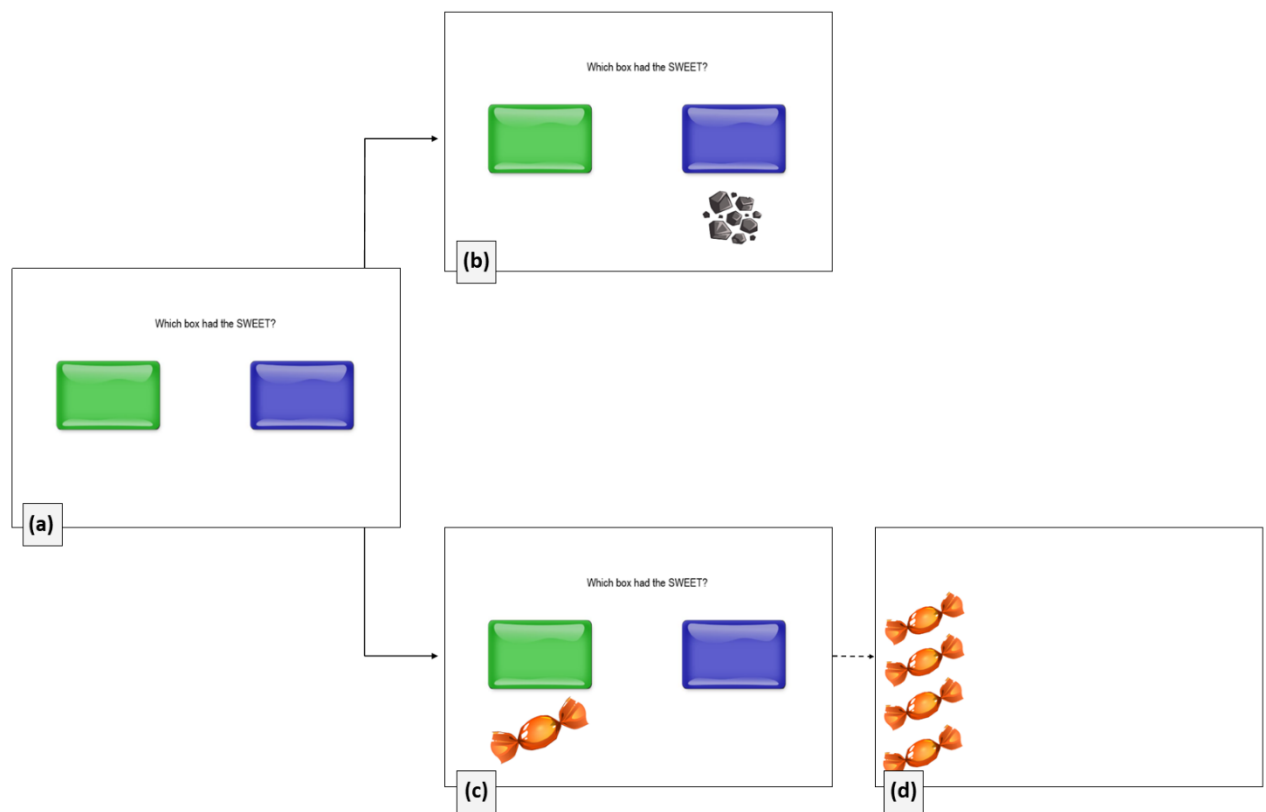 Which box had the SWEET?
(b)
Which box had the SWEET?
(a)
Which box had the SWEET?
(c)
(d)